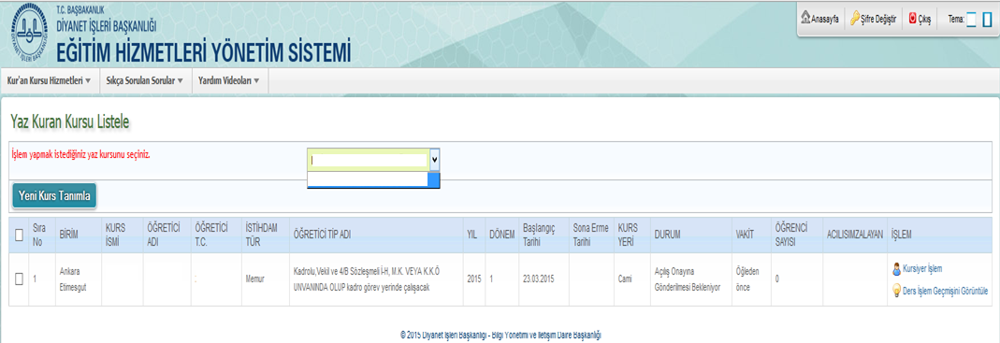 T.C. BAŞBAKANLIK
DİYANET İŞLERİ BAŞKANLIĞI
EĞİTİM HİZMETLERİ YÖNETİM SİSTEMİ
Anasayfa Şifre Değiştir Çıkış Tema:
Kur'an Kursu Hizmetleri Sıkça Sorulan Sorular Yardım Videoları
Yaz Kuran Kursu Listele
İşlem yapmak istediğiniz yaz kursunu seçiniz.
Yeni Kurs Tanımla
Sıra No BİRİM KURS İSMİ ÖĞRETİCİ ADI ÖĞRETİCİ T.C. İSTİHDAM TÜR ÖĞRETİCİ TİP ADI YIL DÖNEM Başlangıç Tarihi Sona Erme Tarihi KURS YERİ DURUM VAKİT ÖĞRENCİ SAYISI ACILISIMZALAYAN İŞLEM
1 Ankara Etimesgut Memur Kadrolu,Vekil ve 4/B Sözleşmeli İ-H, M.K. VEYA K.K.Ö UNVANINDA OLUP kadro görev yerinde çalışacak 2015 1 23.03.2015 Cami Açılış Onayına Gönderilmesi Bekleniyor Öğleden önce 0 Kursiyer İşlem
Ders İşlem Geçmişini Görüntüle
© 2015 Diyanet İşleri Başkanlığı - Bilgi Yönetimi ve İletişim Daire Başkanlığı